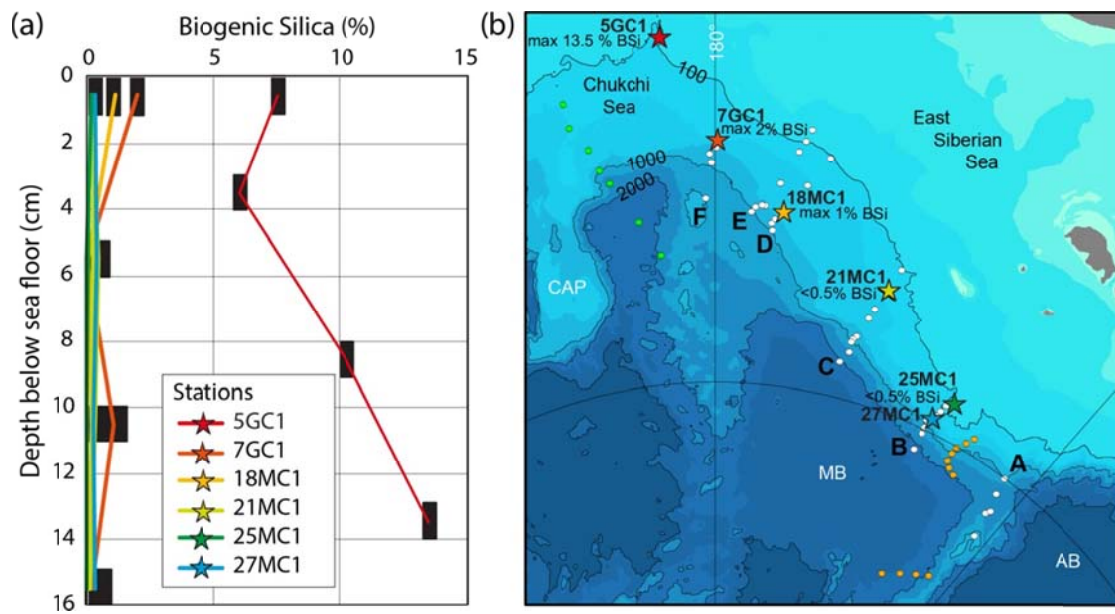 (a)
Biogenic Silica (%)
0 5 10 15
Depth below sea floor (cm)
0
2
4
6
8
10
12
14
16
Stations
5GC1
7GC1
18MC1
21MC1
25MC1
27MC1
(b)
5GC1
max 13.5 % BSi
180°
100
Chukchi
Sea
7GC1
max 2% BSi
East
Siberian
Sea
1000
2000
18MC1
max 1% BSi
F
E
D
21MC1
<0.5% BSi
CAP
C
25MC1
<0.5% BSi
27MC1
B
A
MB
AB